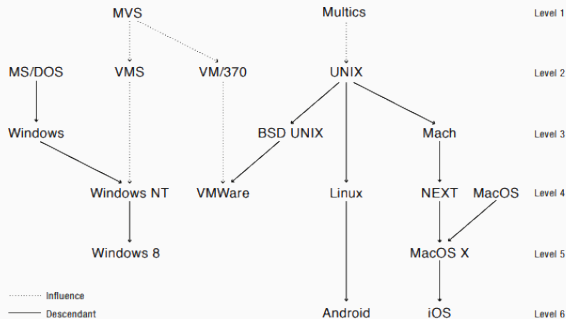 MVS Multics Level 1
MS/DOS VMS VM/370 UNIX Level 2
Windows BSD UNIX Mach Level 3
Windows NT VMWare Linux NEXT MacOS Level 4
Windows 8 MacOS X Level 5
Influence
Descendant Android iOS Level 6